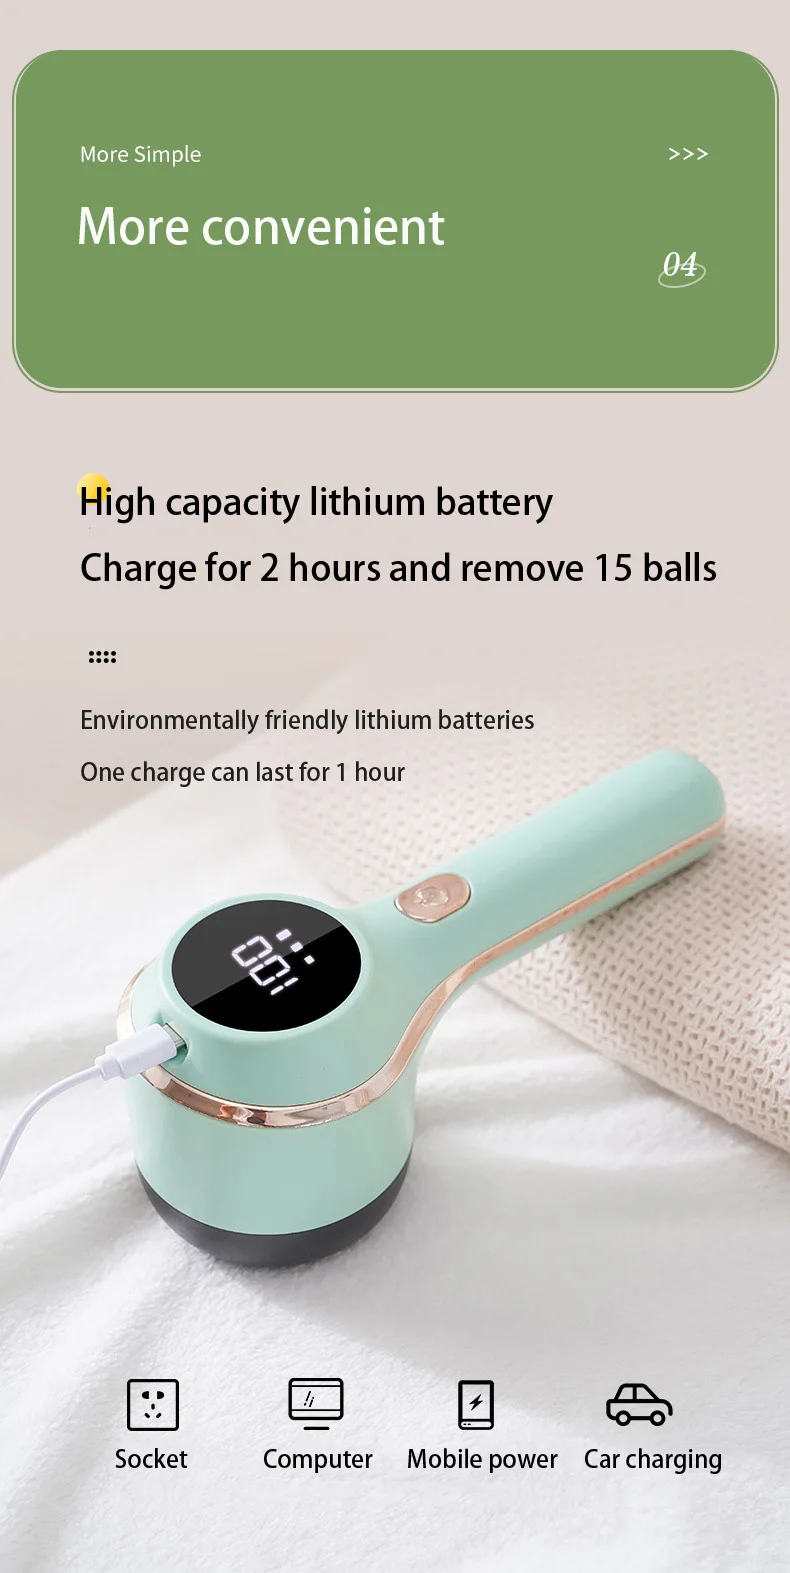 More Simple
>>>
More convenient
04
High capacity lithium battery
Charge for 2 hours and remove 15 balls
Environmentally friendly lithium batteries
One charge can last for 1 hour
Socket
Computer
Mobile power
Car charging